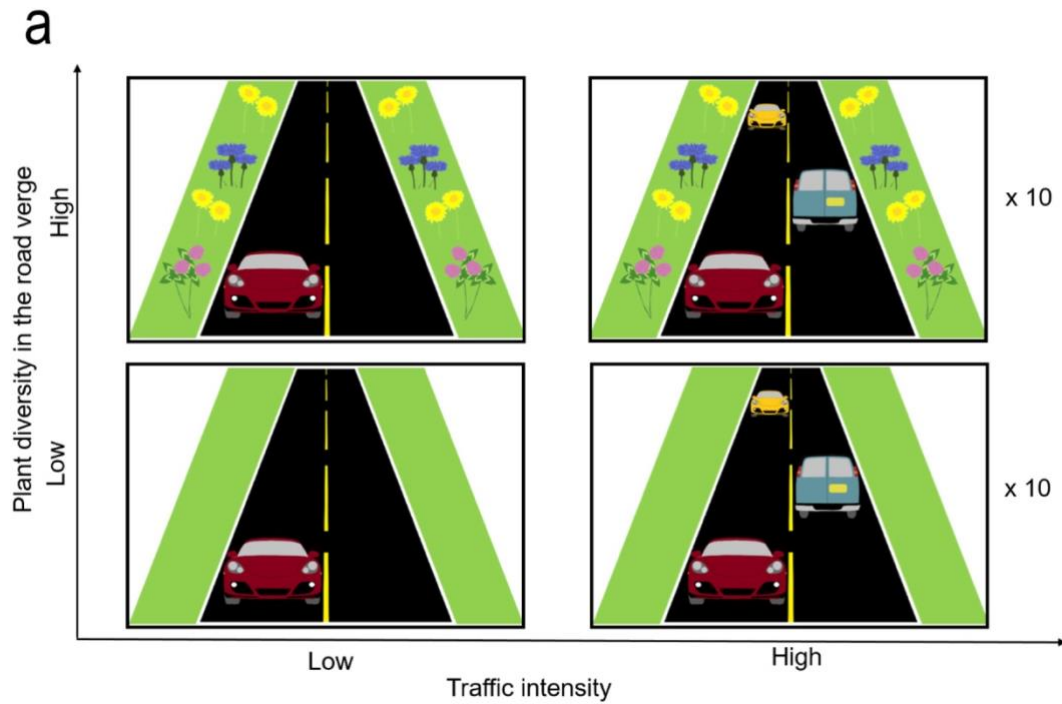 a
Plant diversity in the road verge
High
x 10
Low
x 10
Low
High
Traffic intensity